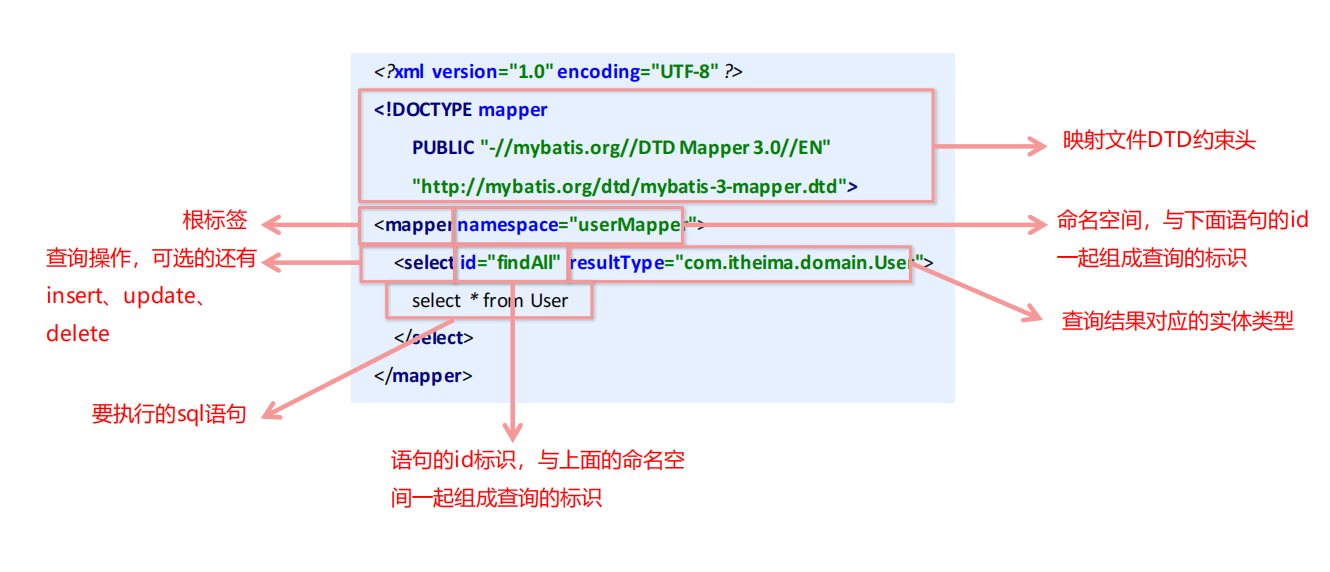 <?xml version="1.0" encoding="UTF-8" ?>
<!DOCTYPE mapper
PUBLIC "-//mybatis.org//DTD Mapper 3.0//EN"
"http://mybatis.org/dtd/mybatis-3-mapper.dtd">
<mapper namespace="userMapper">
<select id="findAll" resultType="com.itheima.domain.User">
select * from User
</select>
</mapper>
映射文件DTD约束头
根标签
命名空间，与下面语句的id
一起组成查询的标识
查询操作，可选的还有
insert、update、
delete
查询结果对应的实体类型
要执行的sql语句
语句的id标识，与上面的命名空
间一起组成查询的标识